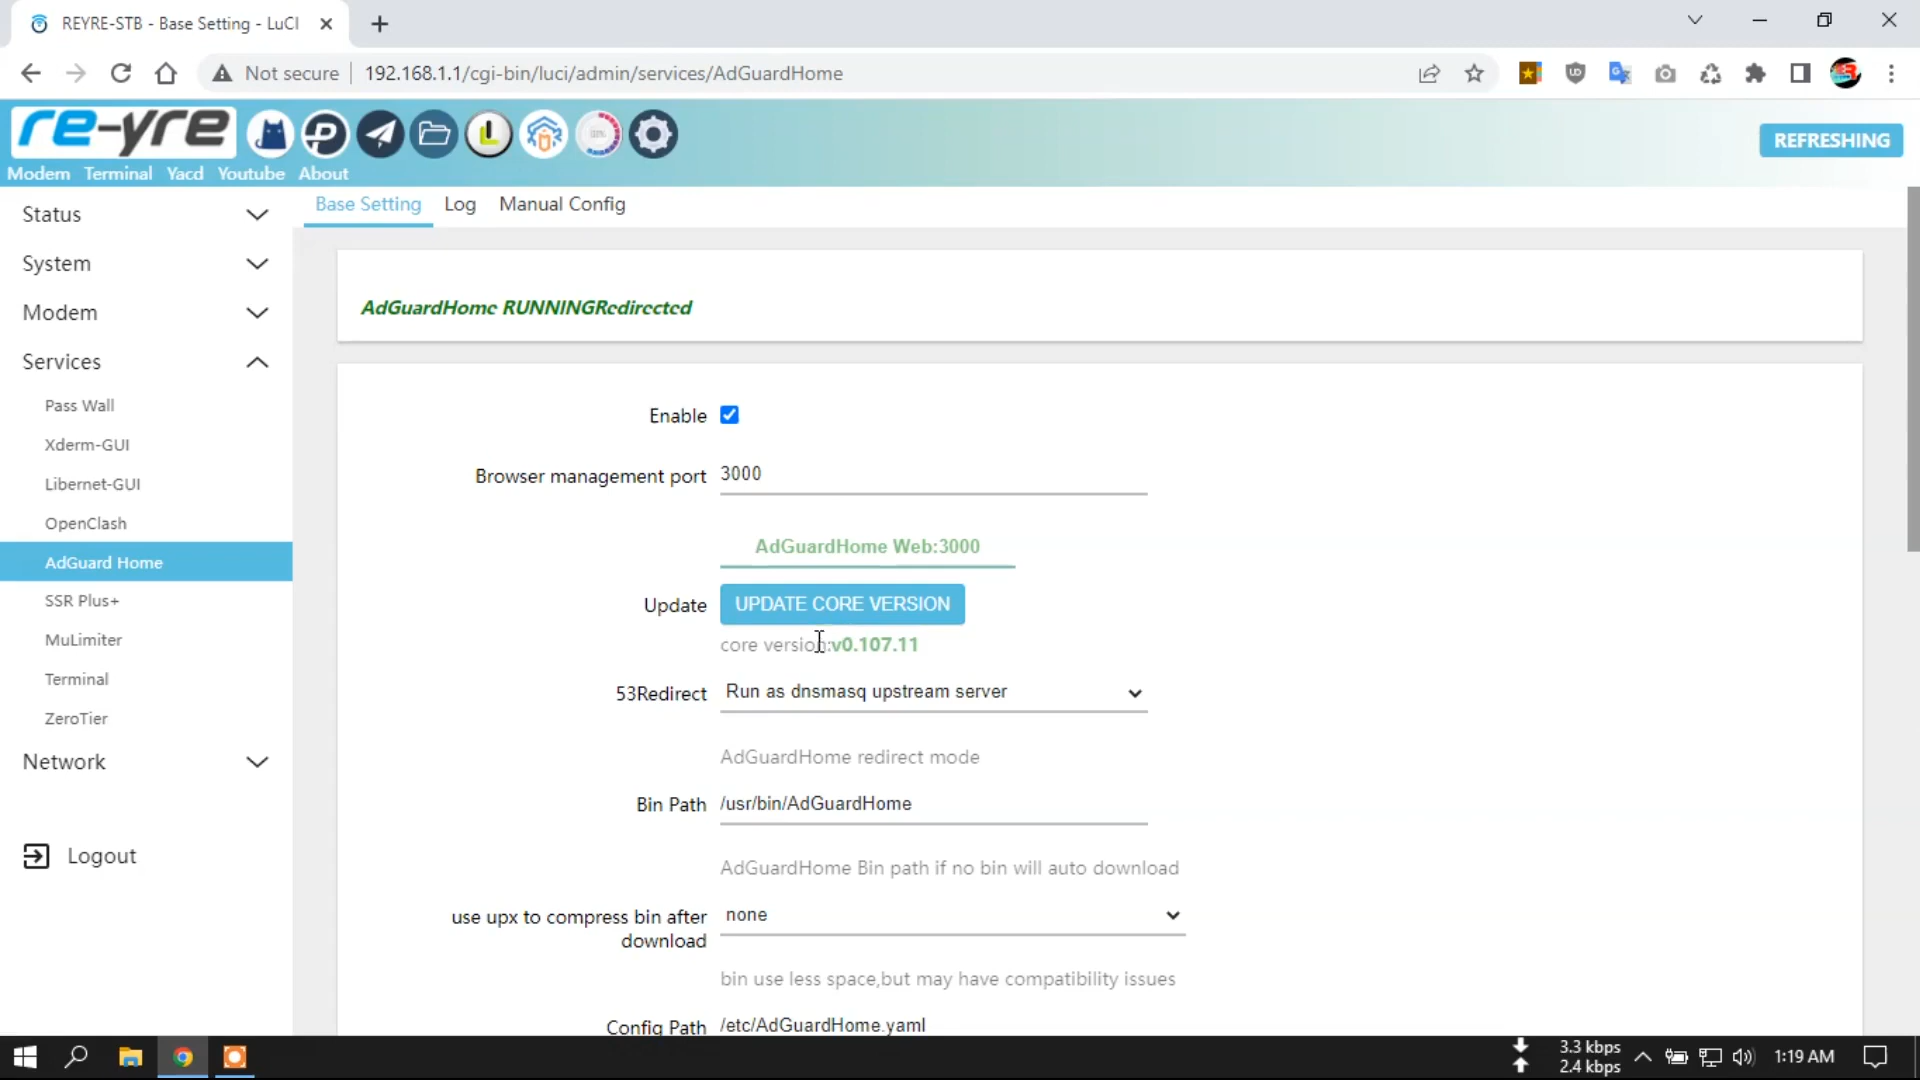 REYRE-STB - Base Setting - LuCI
Not secure
192.168.1.1/cgi-bin/luci/admin/services/AdGuardHome
re-yre
REFRESHING
Modem Terminal Yacd Youtube About
Base Setting Log Manual Config
Status
System
Modem
Services
Pass Wall
Xderm-GUI
Libernet-GUI
OpenClash
AdGuard Home
SSR Plus+
MuLimiter
Terminal
ZeroTier
Network
Logout
AdGuardHome RUNNINGRedirected
Enable
Browser management port 3000
AdGuardHome Web:3000
Update UPDATE CORE VERSION
core version:v0.107.11
53Redirect Run as dnsmasq upstream server
AdGuardHome redirect mode
Bin Path /usr/bin/AdGuardHome
AdGuardHome Bin path if no bin will auto download
use upx to compress bin after download none
bin use less space,but may have compatibility issues
Config Path /etc/AdGuardHome.yaml
3.3 kbps
2.4 kbps
1:19 AM